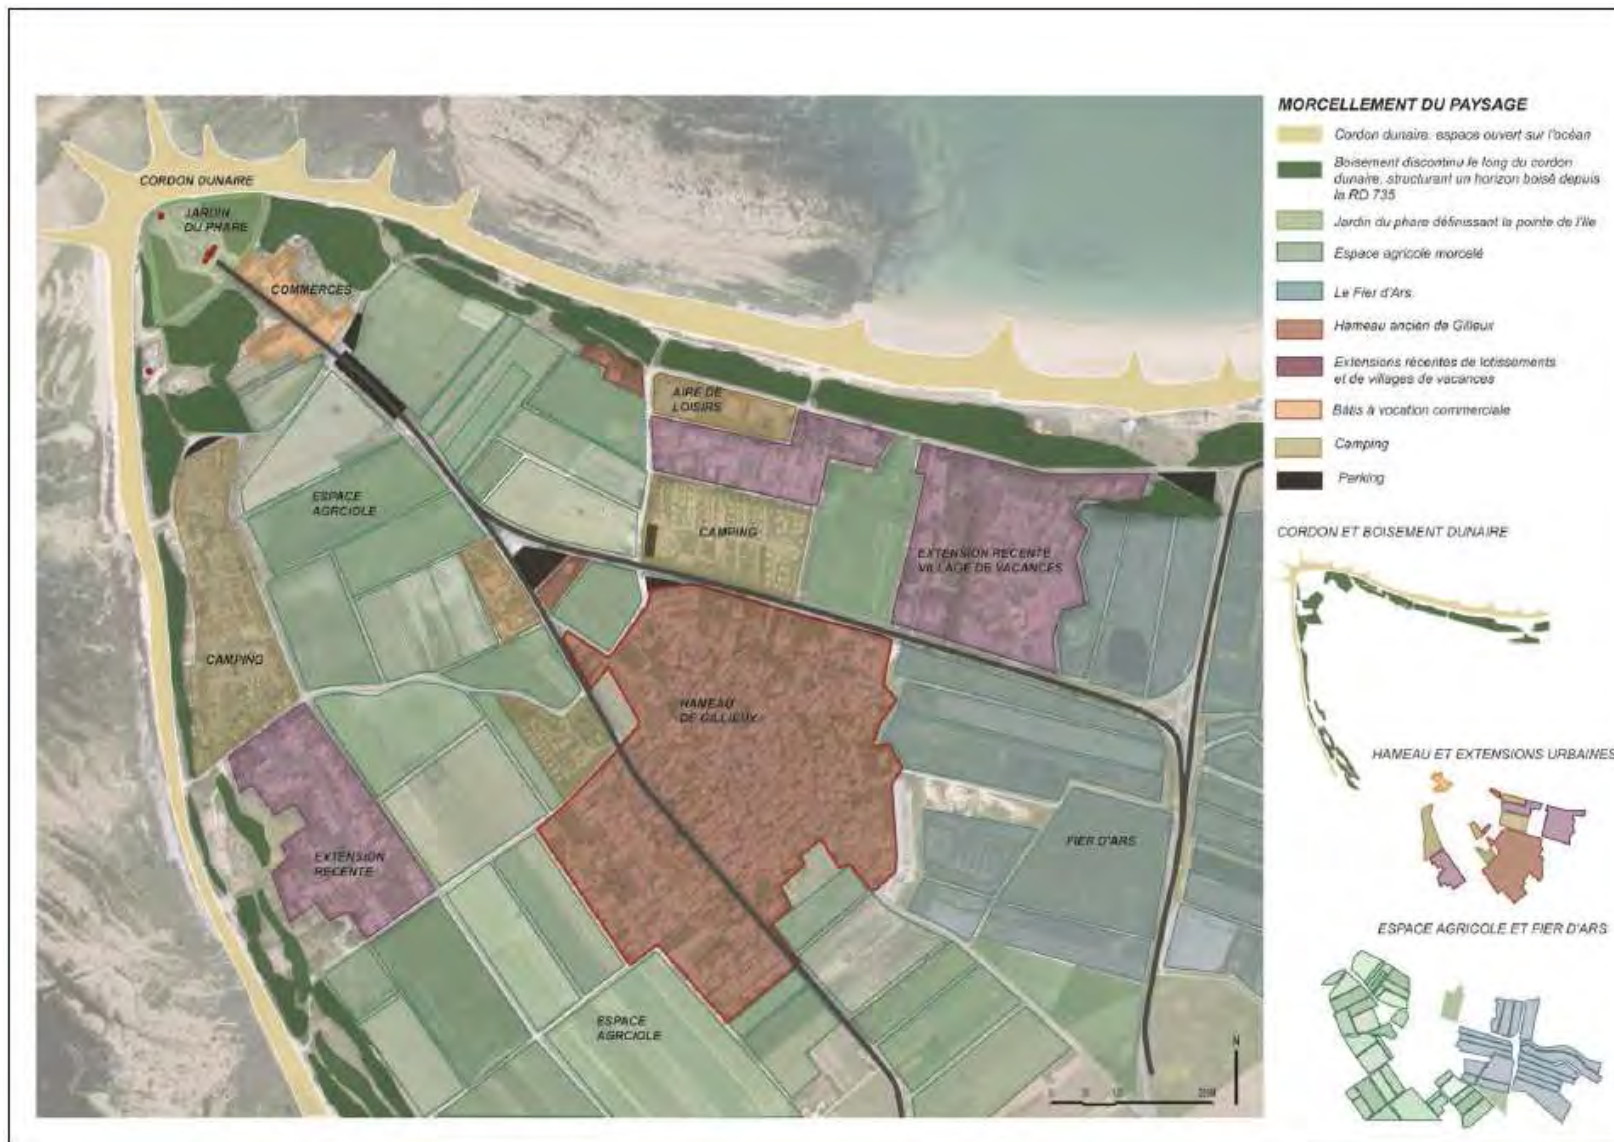 MORCELLEMENT DU PAYSAGE
Cordon dunaire, espace ouvert sur l'océan
Boisement discontinu le long du cordon
dunaire, structurant un horizon boisé depuis
la RD 735
Jardin du phare définissant la pointe de l'Ile
Espace agricole morcelé
Le Fier d'Ars
Hameau ancien de Gilieux
Extensions récentes de lotissements
et de villages de vacances
Bâtis à vocation commerciale
Camping
Parking
CORDON ET BOISEMENT DUNAIRE
HAMEAU ET EXTENSIONS URBAINES
ESPACE AGRICOLE ET FIER D'ARS
CORDON DUNAIRE
JARDIN
DU PHARE
COMMERCES
AIRE DE
LOISIRS
ESPACE
AGRCIOLE
CAMPING
EXTENSION RECENTE
VILLAGE DE VACANCES
CAMPING
HAMEAU
DE GILLIEUX
FIER D'ARS
EXTENSION
RECENTE
ESPACE
AGRCIOLE
N